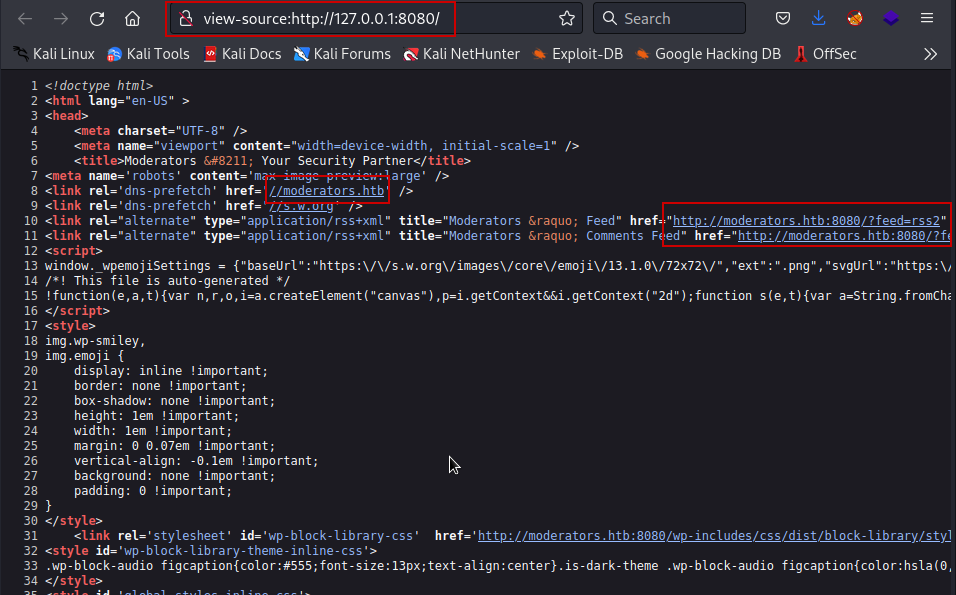 view-source:http://127.0.0.1:8080/
Search
Kali Linux Kali Tools Kali Docs Kali Forums Kali NetHunter Exploit-DB Google Hacking DB OffSec
1 <!doctype html>
2 <html lang="en-US" >
3 <head>
4 <meta charset="UTF-8" />
5 <meta name="viewport" content="width=device-width, initial-scale=1" />
6 <title>Moderators &#8211; Your Security Partner</title>
7 <meta name='robots' content='max-image-preview:large' />
8 <link rel='dns-prefetch' href='//moderators.htb' />
9 <link rel='dns-prefetch' href='//s.w.org' />
10 <link rel="alternate" type="application/rss+xml" title="Moderators &raquo; Feed" href="http://moderators.htb:8080/?feed=rss2"
11 <link rel="alternate" type="application/rss+xml" title="Moderators &raquo; Comments Feed" href="http://moderators.htb:8080/?fe
12 <script>
13 window._wpemojiSettings = {"baseUrl":"https:\/\/s.w.org\/images\/core\/emoji\/13.1.0\/72x72\/","ext":".png","svgUrl":"https:\/
14 /*! This file is auto-generated */
15 !function(e,a,t){var n,r,o,i=a.createElement("canvas"),p=i.getContext&&i.getContext("2d");function s(e,t){var a=String.fromCha
16 </script>
17 <style>
18 img.wp-smiley,
19 img.emoji {
20 display: inline !important;
21 border: none !important;
22 box-shadow: none !important;
23 height: 1em !important;
24 width: 1em !important;
25 margin: 0 0.07em !important;
26 vertical-align: -0.1em !important;
27 background: none !important;
28 padding: 0 !important;
29 }
30 </style>
31 <link rel='stylesheet' id='wp-block-library-css' href='http://moderators.htb:8080/wp-includes/css/dist/block-library/styl
32 <style id='wp-block-library-theme-inline-css'>
33 .wp-block-audio figcaption{color:#555;font-size:13px;text-align:center}.is-dark-theme .wp-block-audio figcaption{color:hsla(0,
34 </style>
35 <style id='global-styles-inline-css'>